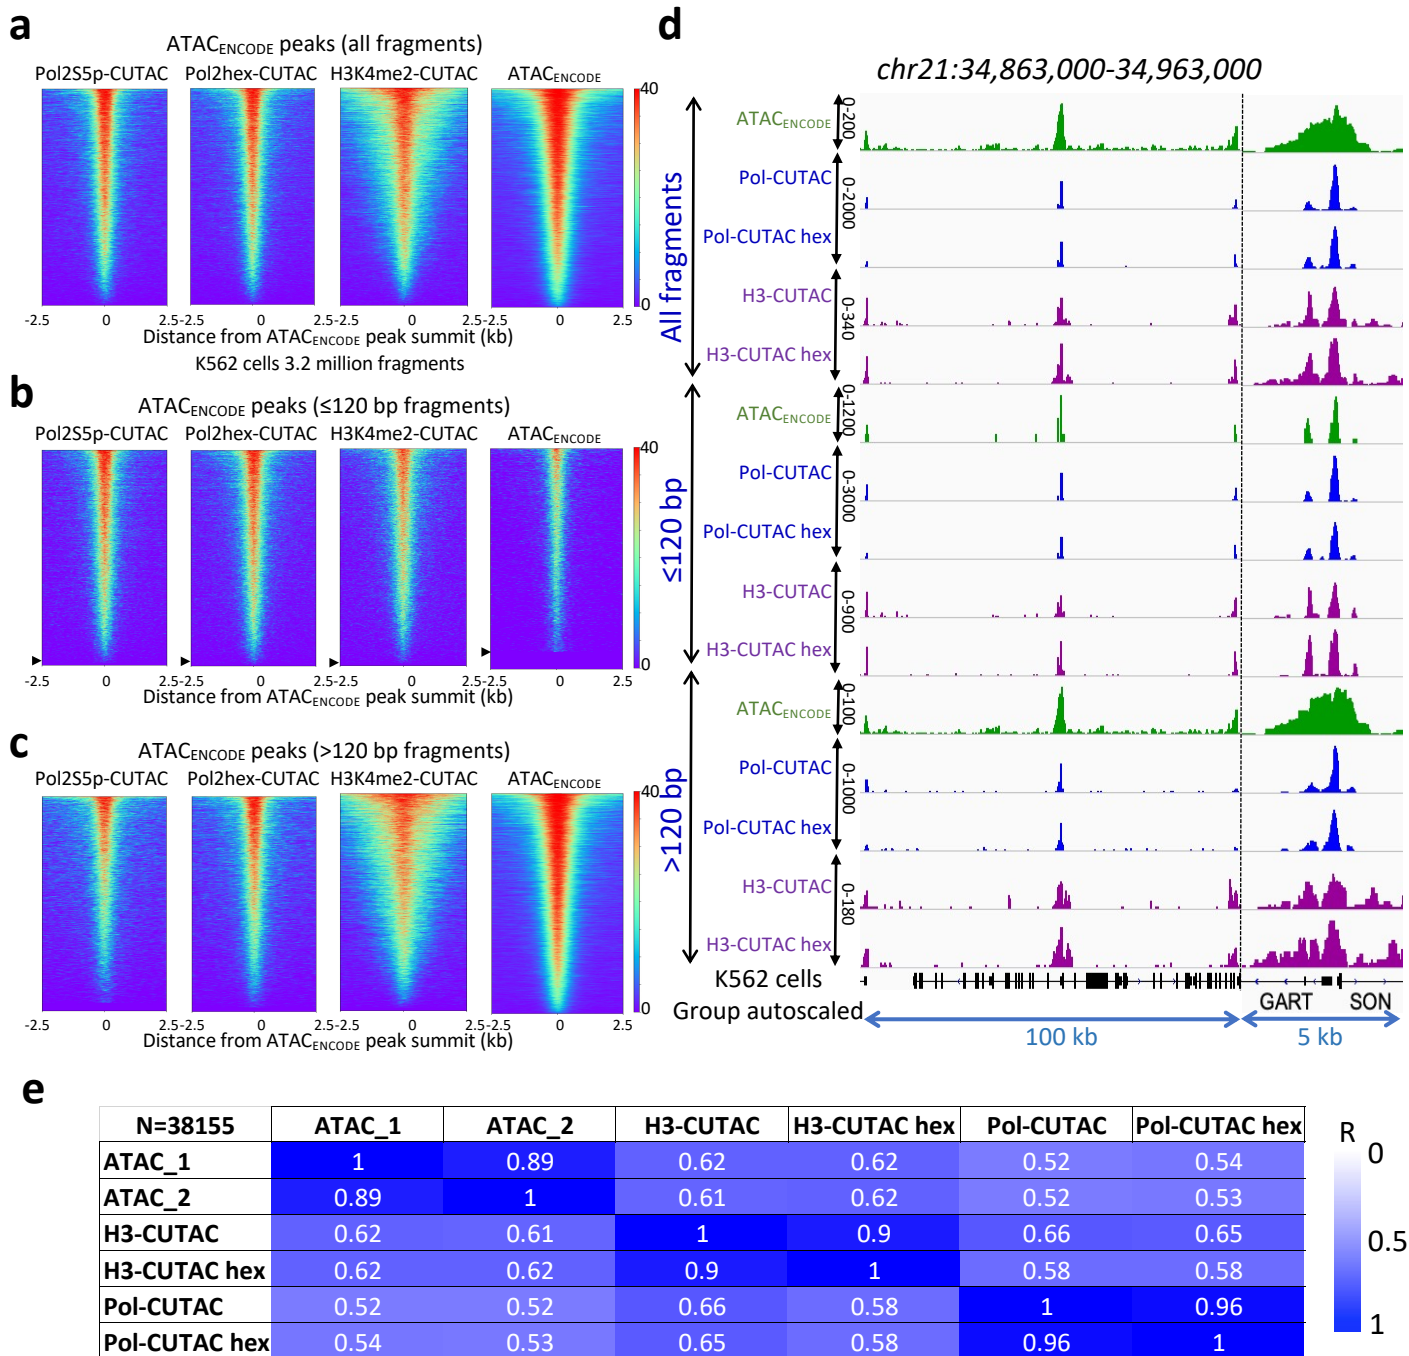 a
ATACENCODE peaks (all fragments)
Pol2S5p-CUTAC Pol2hex-CUTAC H3K4me2-CUTAC ATACENCODE
40
0
-2.5 0 2.5-2.5 0 2.5-2.5 0 2.5-2.5 0 2.5
Distance from ATACENCODE peak summit (kb)
K562 cells 3.2 million fragments
b
ATACENCODE peaks (≤120 bp fragments)
Pol2S5p-CUTAC Pol2hex-CUTAC H3K4me2-CUTAC ATACENCODE
40
0
-2.5 0 2.5-2.5 0 2.5-2.5 0 2.5-2.5 0 2.5
Distance from ATACENCODE peak summit (kb)
c
ATACENCODE peaks (>120 bp fragments)
Pol2S5p-CUTAC Pol2hex-CUTAC H3K4me2-CUTAC ATACENCODE
40
0
-2.5 0 2.5-2.5 0 2.5-2.5 0 2.5-2.5 0 2.5
Distance from ATACENCODE peak summit (kb)
d
chr21:34,863,000-34,963,000
All fragments
ATACENCODE
0-200
Pol-CUTAC
0-2000
Pol-CUTAC hex
H3-CUTAC
0-340
H3-CUTAC hex
≤120 bp
ATACENCODE
0-1200
Pol-CUTAC
0-3000
Pol-CUTAC hex
H3-CUTAC
0-900
H3-CUTAC hex
>120 bp
ATACENCODE
0-100
Pol-CUTAC
0-1000
Pol-CUTAC hex
H3-CUTAC
0-180
H3-CUTAC hex
K562 cells
Group autoscaled
GART SON
100 kb 5 kb
e
N=38155 ATAC_1 ATAC_2 H3-CUTAC H3-CUTAC hex Pol-CUTAC Pol-CUTAC hex
ATAC_1 1 0.89 0.62 0.62 0.52 0.54
ATAC_2 0.89 1 0.61 0.62 0.52 0.53
H3-CUTAC 0.62 0.61 1 0.9 0.66 0.65
H3-CUTAC hex 0.62 0.62 0.9 1 0.58 0.58
Pol-CUTAC 0.52 0.52 0.66 0.58 1 0.96
Pol-CUTAC hex 0.54 0.53 0.65 0.58 0.96 1
R
0
0.5
1